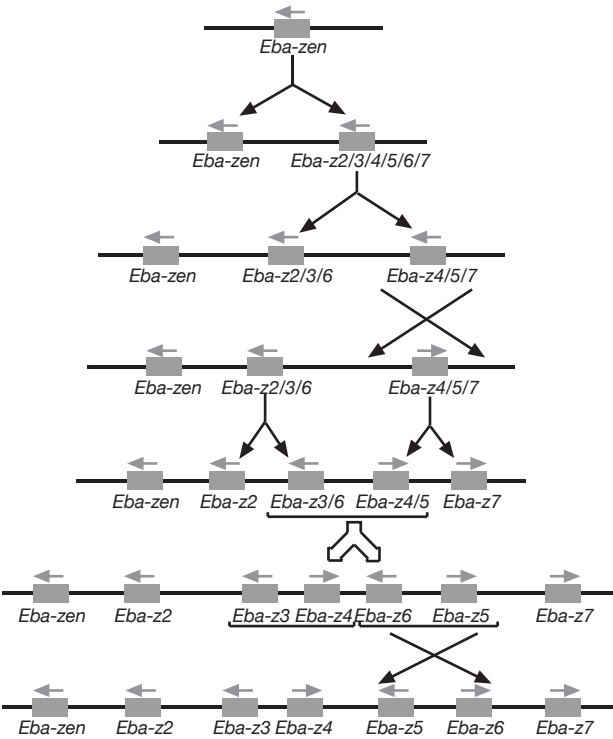 Eba-zen
Eba-zen Eba-z2/3/4/5/6/7
Eba-zen Eba-z2/3/6 Eba-z4/5/7
Eba-zen Eba-z2/3/6 Eba-z4/5/7
Eba-zen Eba-z2 Eba-z3/6 Eba-z4/5 Eba-z7
Eba-zen Eba-z2 Eba-z3 Eba-z4 Eba-z6 Eba-z5 Eba-z7
Eba-zen Eba-z2 Eba-z3 Eba-z4 Eba-z5 Eba-z6 Eba-z7